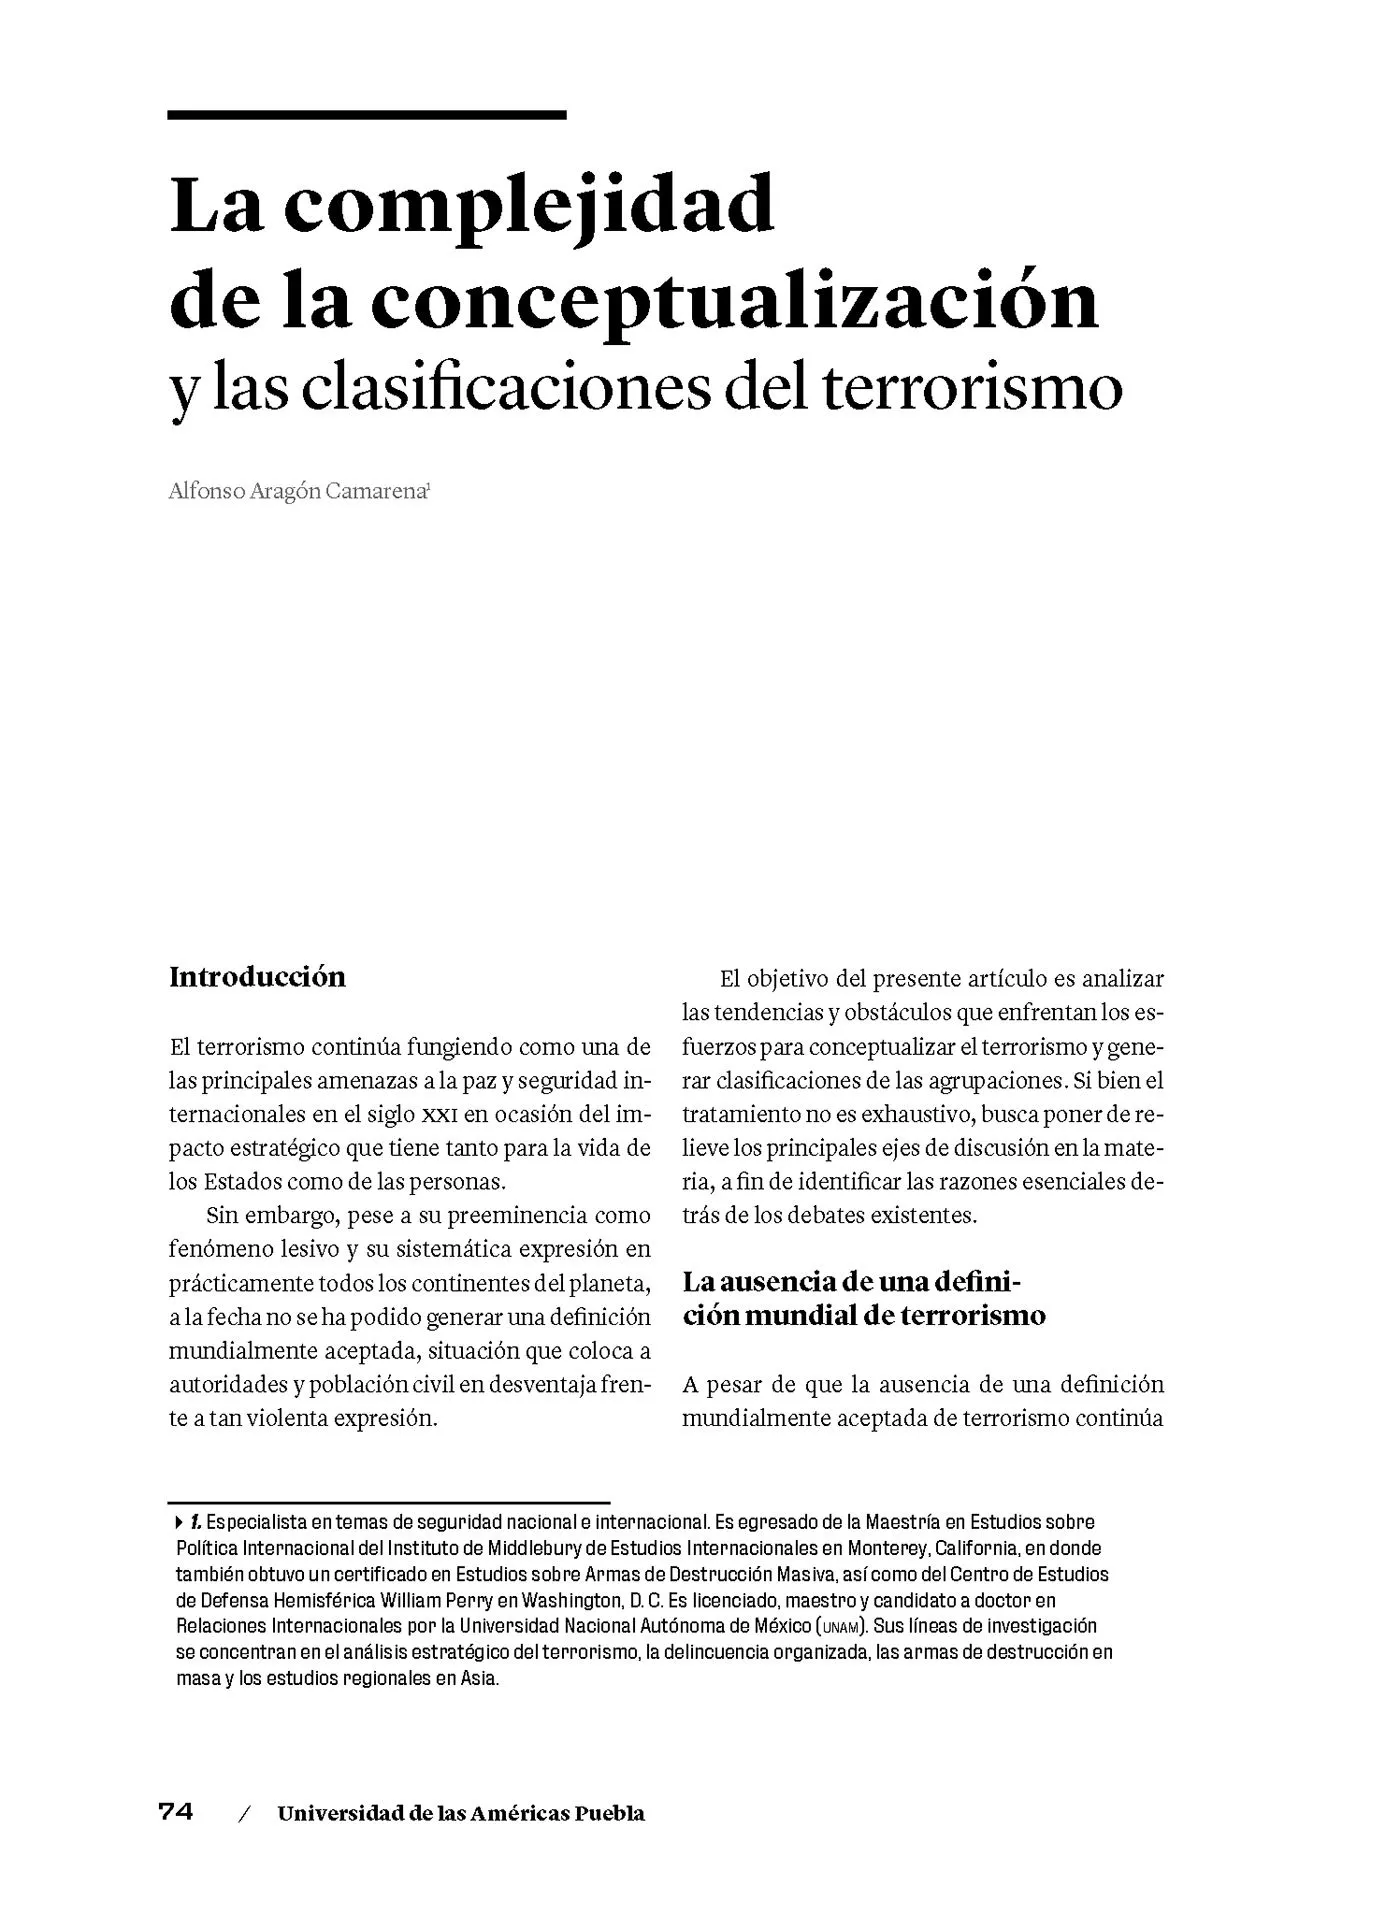 La complejidad
de la conceptualización
y las clasificaciones del terrorismo
Alfonso Aragón Camarena¹
Introducción
El terrorismo continúa fungiendo como una de
las principales amenazas a la paz y seguridad in-
ternacionales en el siglo XXI en ocasión del im-
pacto estratégico que tiene tanto para la vida de
los Estados como de las personas.
Sin embargo, pese a su preeminencia como
fenómeno lesivo y su sistemática expresión en
prácticamente todos los continentes del planeta,
a la fecha no se ha podido generar una definición
mundialmente aceptada, situación que coloca a
autoridades y población civil en desventaja fren-
te a tan violenta expresión.
El objetivo del presente artículo es analizar
las tendencias y obstáculos que enfrentan los es-
fuerzos para conceptualizar el terrorismo y gene-
rar clasificaciones de las agrupaciones. Si bien el
tratamiento no es exhaustivo, busca poner de re-
lieve los principales ejes de discusión en la mate-
ria, a fin de identificar las razones esenciales de-
trás de los debates existentes.
La ausencia de una defini-
ción mundial de terrorismo
A pesar de que la ausencia de una definición
mundialmente aceptada de terrorismo continúa
1. Especialista en temas de seguridad nacional e internacional. Es egresado de la Maestría en Estudios sobre
Política Internacional del Instituto de Middlebury de Estudios Internacionales en Monterey, California, en donde
también obtuvo un certificado en Estudios sobre Armas de Destrucción Masiva, así como del Centro de Estudios
de Defensa Hemisférica William Perry en Washington, D. C. Es licenciado, maestro y candidato a doctor en
Relaciones Internacionales por la Universidad Nacional Autónoma de México (UNAM). Sus líneas de investigación
se concentran en el análisis estratégico del terrorismo, la delincuencia organizada, las armas de destrucción en
masa y los estudios regionales en Asia.
74 / Universidad de las Américas Puebla